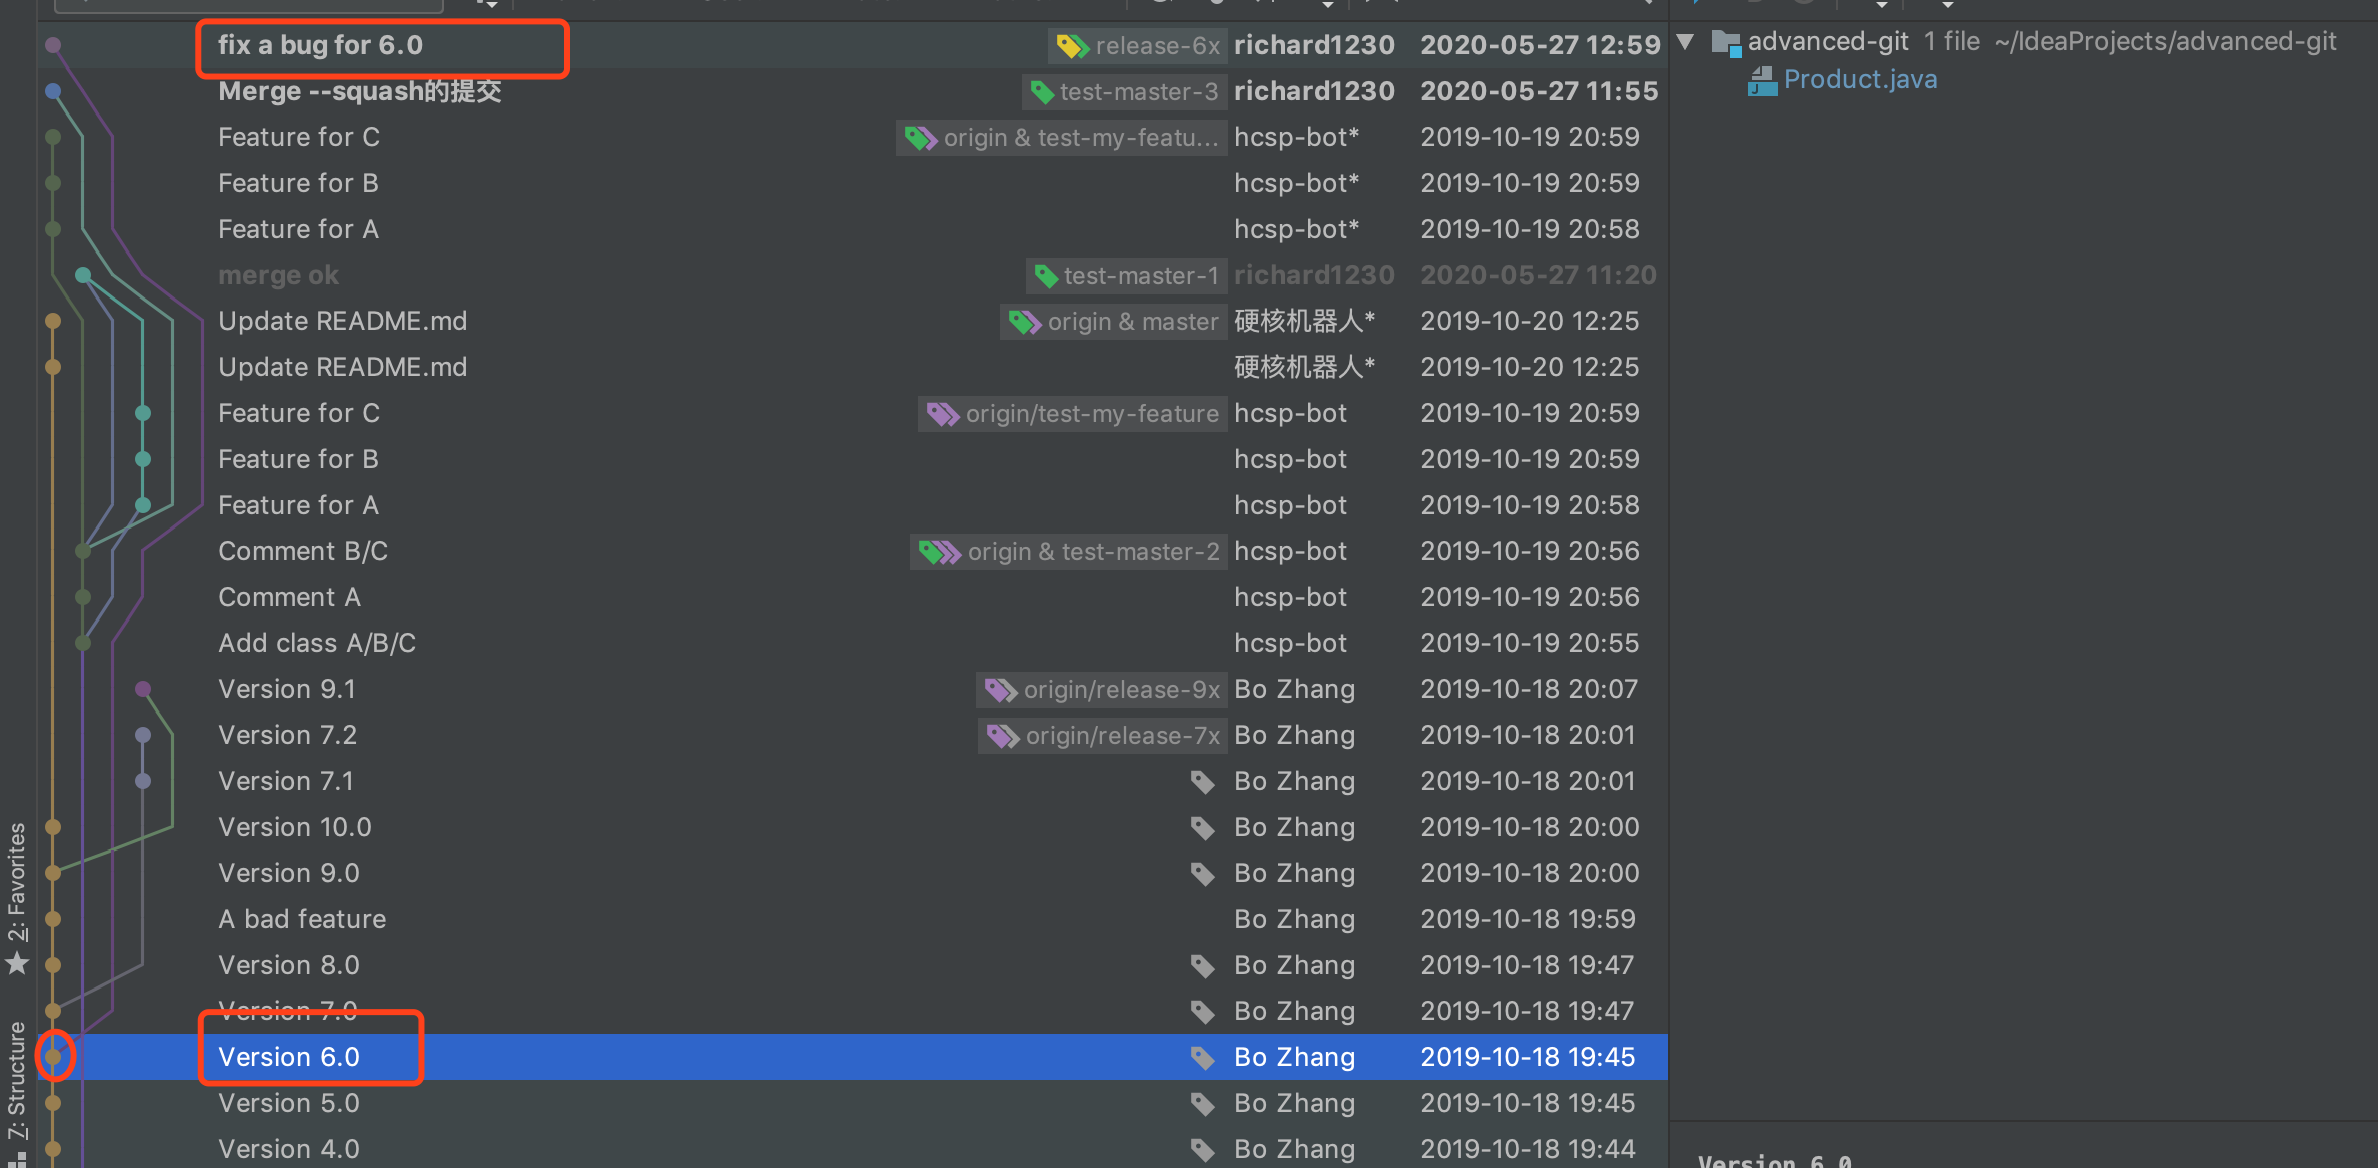 fix a bug for 6.0 release-6x richard1230 2020-05-27 12:59
Merge --squash的提交 test-master-3 richard1230 2020-05-27 11:55
Feature for C origin & test-my-featu... hcsp-bot* 2019-10-19 20:59
Feature for B hcsp-bot* 2019-10-19 20:59
Feature for A hcsp-bot* 2019-10-19 20:58
merge ok test-master-1 richard1230 2020-05-27 11:20
Update README.md origin & master 硬核机器人* 2019-10-20 12:25
Update README.md 硬核机器人* 2019-10-20 12:25
Feature for C origin/test-my-feature hcsp-bot 2019-10-19 20:59
Feature for B hcsp-bot 2019-10-19 20:59
Feature for A hcsp-bot 2019-10-19 20:58
Comment B/C origin & test-master-2 hcsp-bot 2019-10-19 20:56
Comment A hcsp-bot 2019-10-19 20:56
Add class A/B/C hcsp-bot 2019-10-19 20:55
Version 9.1 origin/release-9x Bo Zhang 2019-10-18 20:07
Version 7.2 origin/release-7x Bo Zhang 2019-10-18 20:01
Version 7.1 Bo Zhang 2019-10-18 20:01
Version 10.0 Bo Zhang 2019-10-18 20:00
Version 9.0 Bo Zhang 2019-10-18 20:00
A bad feature Bo Zhang 2019-10-18 19:59
Version 8.0 Bo Zhang 2019-10-18 19:47
Version 7.0 Bo Zhang 2019-10-18 19:47
Version 6.0 Bo Zhang 2019-10-18 19:45
Version 5.0 Bo Zhang 2019-10-18 19:45
Version 4.0 Bo Zhang 2019-10-18 19:44
advanced-git 1 file ~/IdeaProjects/advanced-git
Product.java
Version 6.0
2: Favorites
7: Structure